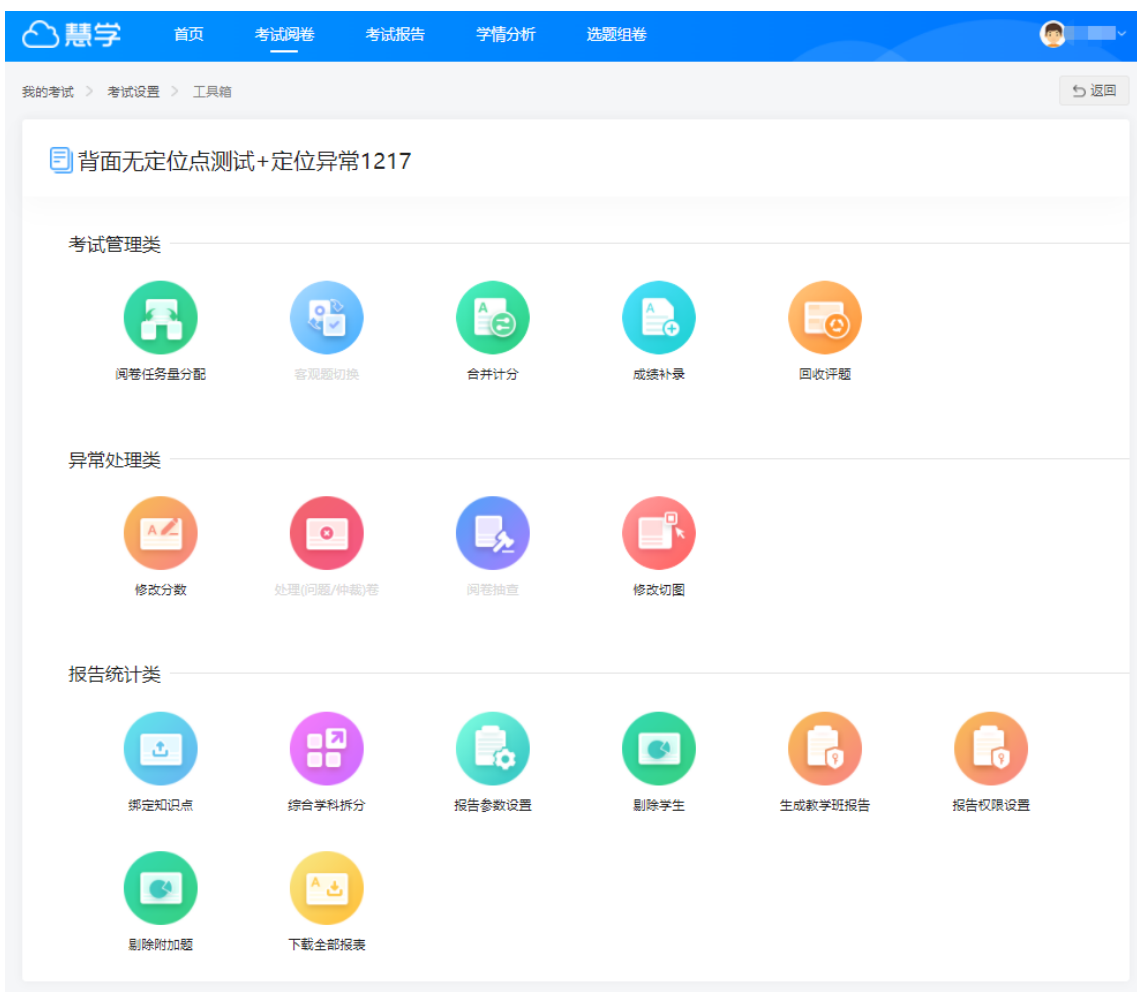 慧学 首页 考试阅卷 考试报告 学情分析 选题组卷
我的考试 > 考试设置 > 工具箱 返回
背面无定位点测试+定位异常1217
考试管理类
阅卷任务量分配 客观题切换 合并计分 成绩补录 回收评题
异常处理类
修改分数 处理(问题/仲裁)卷 阅卷抽查 修改切图
报告统计类
绑定知识点 综合学科拆分 报告参数设置 剔除学生 生成教学班报告 报告权限设置
剔除附加题 下载全部报表